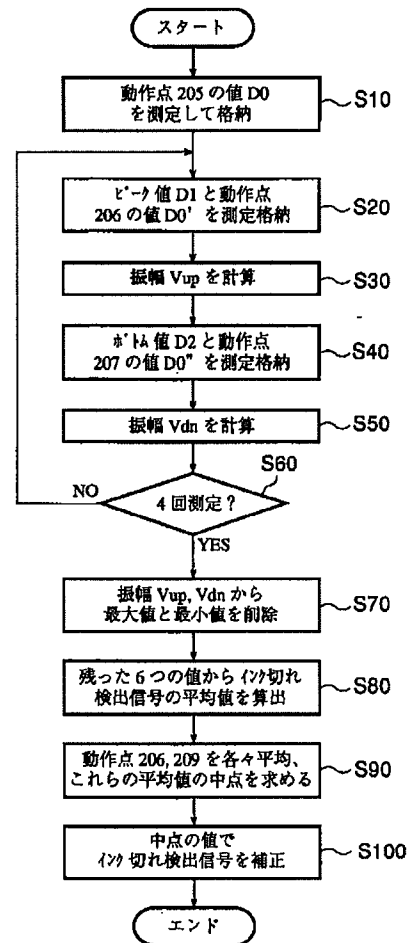 スタート
動作点 205 の値 D0
を測定して格納
S10
ﾋﾟｰｸ 値 D1 と動作点
206 の値 D0' を測定格納
S20
振幅 Vup を計算
S30
ﾎﾞﾄﾑ 値 D2 と動作点
207 の値 D0" を測定格納
S40
振幅 Vdn を計算
S50
S60
NO
4 回測定？
YES
振幅 Vup, Vdn から
最大値と最小値を削除
S70
残った 6 つの値から ｲﾝｸ 切れ
検出信号の平均値を算出
S80
動作点 206, 209 を各々平均、
これらの平均値の中点を求める
S90
中点の値で
ｲﾝｸ 切れ検出信号を補正
S100
エンド